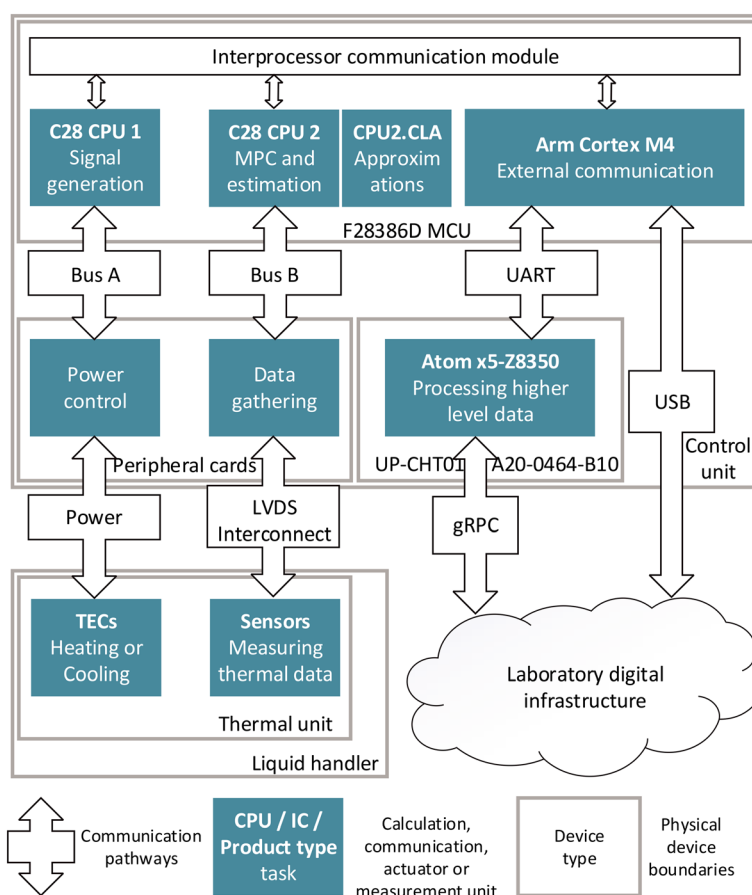 Interprocessor communication module
C28 CPU 1
Signal
generation
C28 CPU 2
MPC and
estimation
CPU2.CLA
Approxim
ations
Arm Cortex M4
External communication
F28386D MCU
Bus A
Bus B
UART
Power
control
Data
gathering
Atom x5-Z8350
Processing higher
level data
USB
Peripheral cards
UP-CHT01
A20-0464-B10
Control
unit
Power
LVDS
Interconnect
gRPC
TECs
Heating or
Cooling
Sensors
Measuring
thermal data
Thermal unit
Liquid handler
Laboratory digital
infrastructure
Communication
pathways
CPU / IC /
Product type
task
Calculation,
communication,
actuator or
measurement unit
Device
type
Physical
device
boundaries